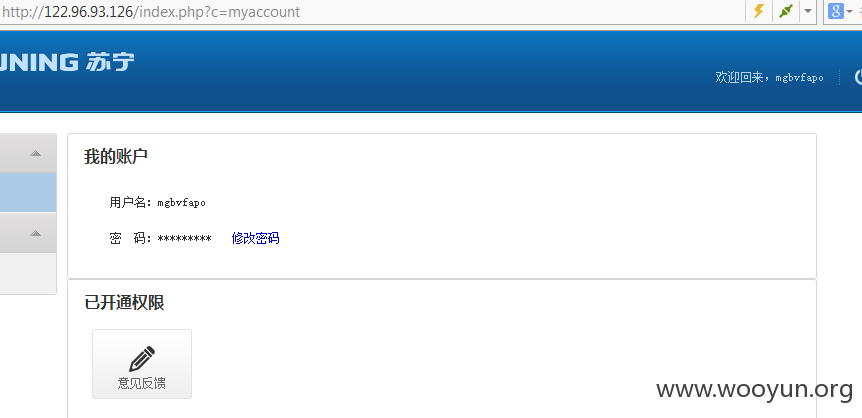 http://122.96.93.126/index.php?c=myaccount
UNING 苏宁
欢迎回来，mgbvfapo
我的账户
用户名：mgbvfapo
密 码：********* 修改密码
已开通权限
意见反馈
www.wooyun.org